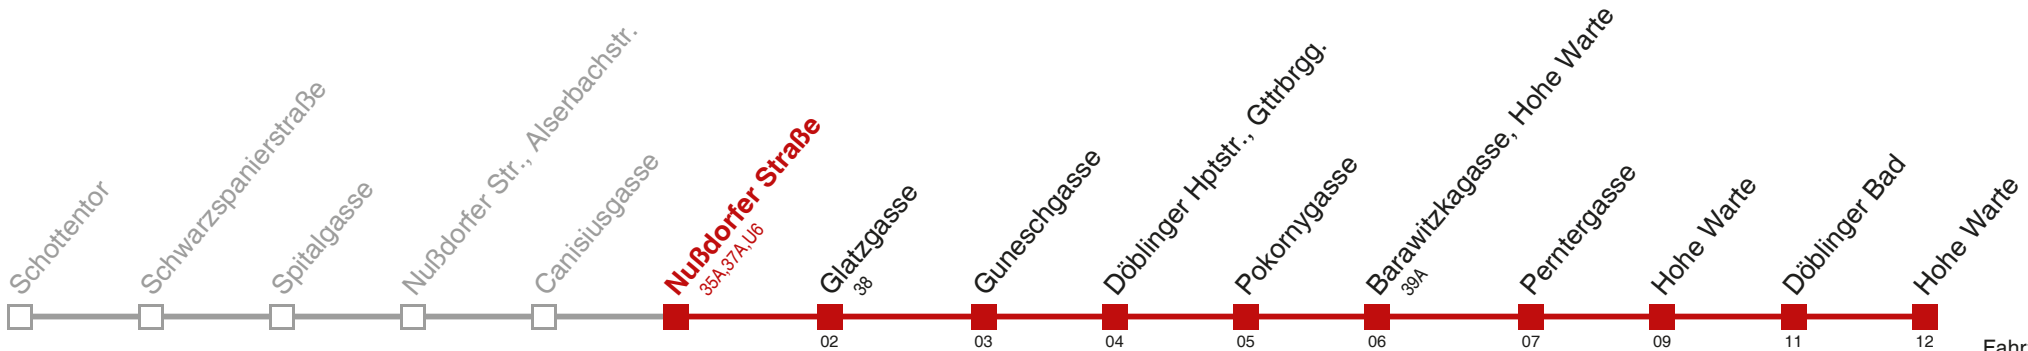 Schottentor
Schwarzspanierstraße
Spitalgasse
Nußdorfer Str., Alserbachstr.
Canisiusgasse
Nußdorfer Straße
35A,37A,U6
Glatzgasse
38
Guneschgasse
Döblinger Hptstr., Gttrbrgg.
Pokornygasse
Barawitzkagasse, Hohe Warte
39A
Perntergasse
Hohe Warte
Döblinger Bad
Hohe Warte
02 03 04 05 06 07 09 11 12
Fahr